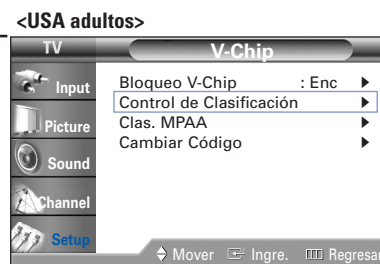 <USA adultos>
TV
V-Chip
Input
Bloqueo V-Chip : Enc
Control de Clasificación
Picture
Clas. MPAA
Cambiar Código
Sound
Channel
Setup
Mover Ingre. Regresar